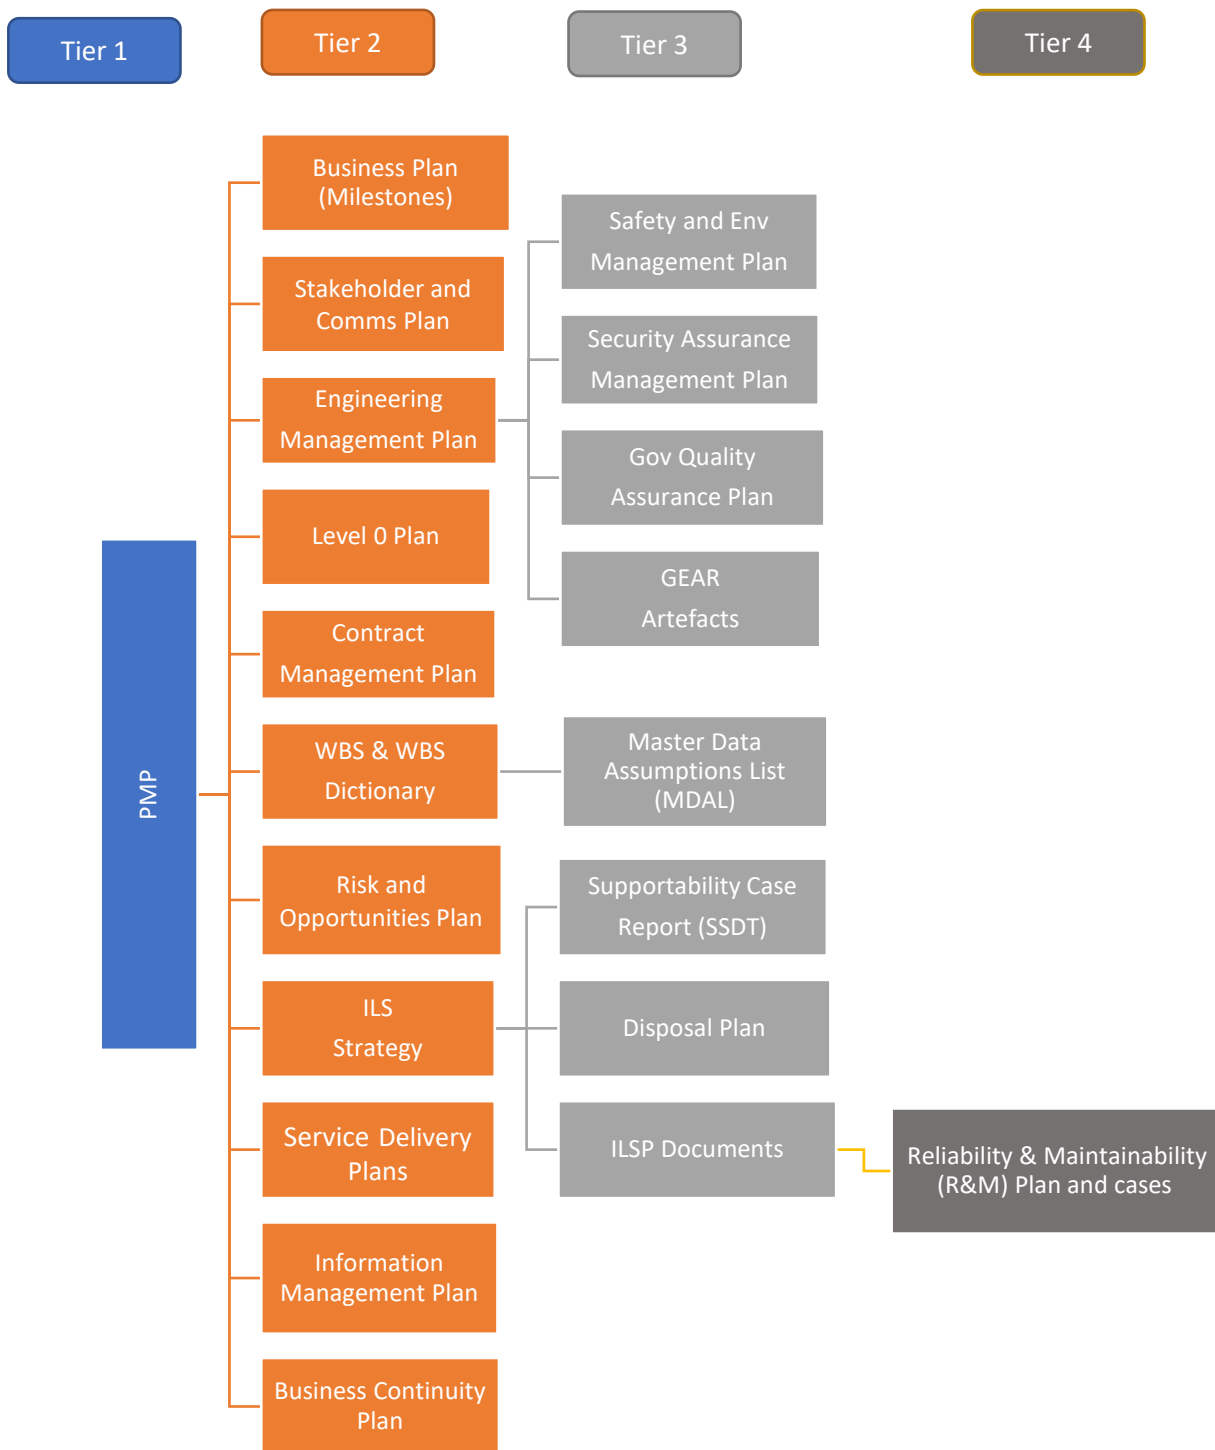 Tier 1
Tier 2
Tier 3
Tier 4
PMP
Business Plan
(Milestones)
Stakeholder and
Comms Plan
Engineering
Management Plan
Level 0 Plan
Contract
Management Plan
WBS & WBS
Dictionary
Risk and
Opportunities Plan
ILS
Strategy
Service Delivery
Plans
Information
Management Plan
Business Continuity
Plan
Safety and Env
Management Plan
Security Assurance
Management Plan
Gov Quality
Assurance Plan
GEAR
Artefacts
Master Data
Assumptions List
(MDAL)
Supportability Case
Report (SSDT)
Disposal Plan
ILSP Documents
Reliability & Maintainability
(R&M) Plan and cases